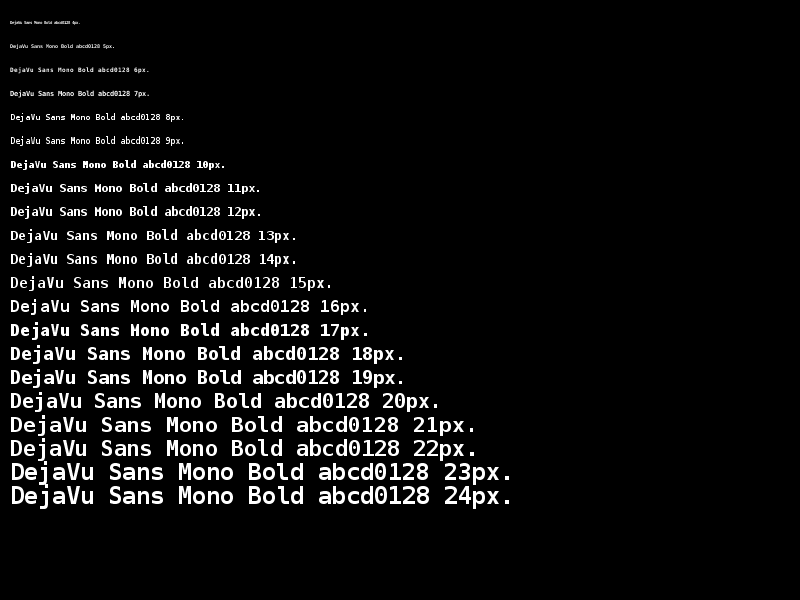 DejaVu Sans Mono Bold abcd0128 4px.
DejaVu Sans Mono Bold abcd0128 5px.
DejaVu Sans Mono Bold abcd0128 6px.
DejaVu Sans Mono Bold abcd0128 7px.
DejaVu Sans Mono Bold abcd0128 8px.
DejaVu Sans Mono Bold abcd0128 9px.
DejaVu Sans Mono Bold abcd0128 10px.
DejaVu Sans Mono Bold abcd0128 11px.
DejaVu Sans Mono Bold abcd0128 12px.
DejaVu Sans Mono Bold abcd0128 13px.
DejaVu Sans Mono Bold abcd0128 14px.
DejaVu Sans Mono Bold abcd0128 15px.
DejaVu Sans Mono Bold abcd0128 16px.
DejaVu Sans Mono Bold abcd0128 17px.
DejaVu Sans Mono Bold abcd0128 18px.
DejaVu Sans Mono Bold abcd0128 19px.
DejaVu Sans Mono Bold abcd0128 20px.
DejaVu Sans Mono Bold abcd0128 21px.
DejaVu Sans Mono Bold abcd0128 22px.
DejaVu Sans Mono Bold abcd0128 23px.
DejaVu Sans Mono Bold abcd0128 24px.